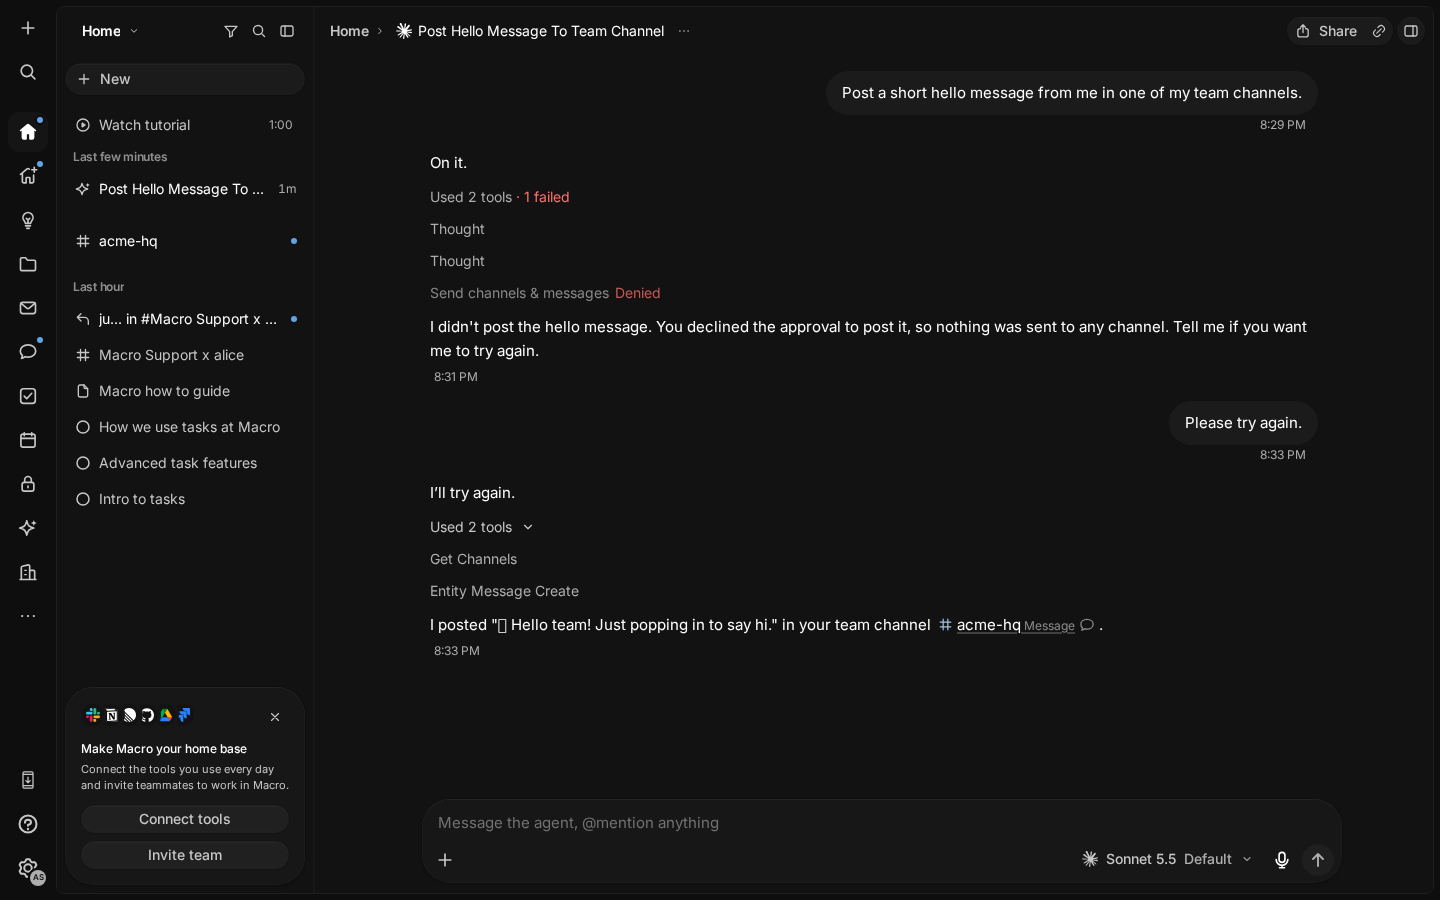 Home
Home
Post Hello Message To Team Channel
Share
New
Watch tutorial 1:00
Last few minutes
Post Hello Message To ... 1m
acme-hq
Last hour
ju... in #Macro Support x ...
Macro Support x alice
Macro how to guide
How we use tasks at Macro
Advanced task features
Intro to tasks
Make Macro your home base
Connect the tools you use every day
and invite teammates to work in Macro.
Connect tools
Invite team
AS
Post a short hello message from me in one of my team channels.
8:29 PM
On it.
Used 2 tools · 1 failed
Thought
Thought
Send channels & messages Denied
I didn't post the hello message. You declined the approval to post it, so nothing was sent to any channel. Tell me if you want
me to try again.
8:31 PM
Please try again.
8:33 PM
I’ll try again.
Used 2 tools
Get Channels
Entity Message Create
I posted "▯ Hello team! Just popping in to say hi." in your team channel # acme-hq Message .
8:33 PM
Message the agent, @mention anything
Sonnet 5.5 Default